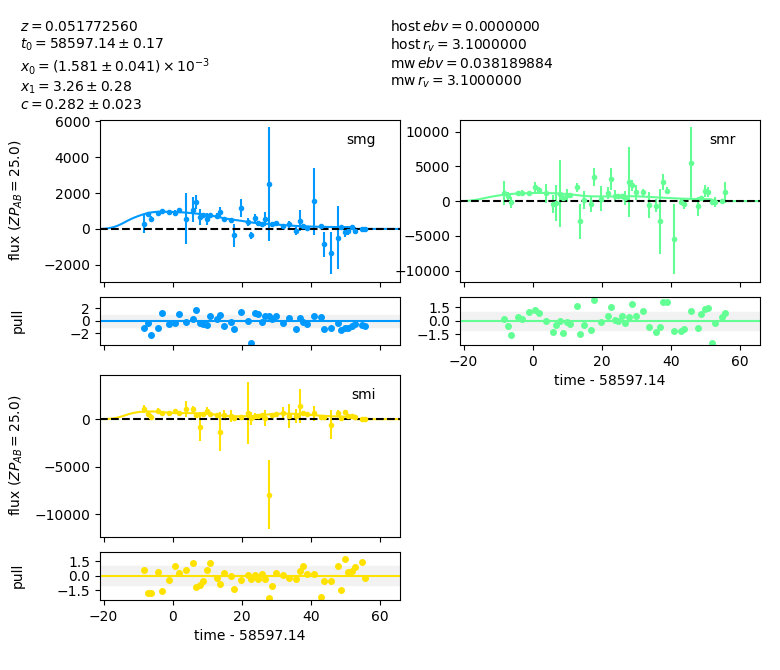 z = 0.051772560
t₀ = 58597.14 ± 0.17
x₀ = (1.581 ± 0.041) × 10⁻³
x₁ = 3.26 ± 0.28
c = 0.282 ± 0.023
host ebv = 0.0000000
host r_v = 3.1000000
mw ebv = 0.038189884
mw r_v = 3.1000000
flux (ZP_AB = 25.0)
6000
4000
2000
0
−2000
smg
10000
5000
0
−5000
−10000
smr
pull
2
0
−2
1.5
0.0
−1.5
−20
0
20
40
60
time - 58597.14
flux (ZP_AB = 25.0)
0
−5000
−10000
smi
pull
1.5
0.0
−1.5
−20
0
20
40
60
time - 58597.14